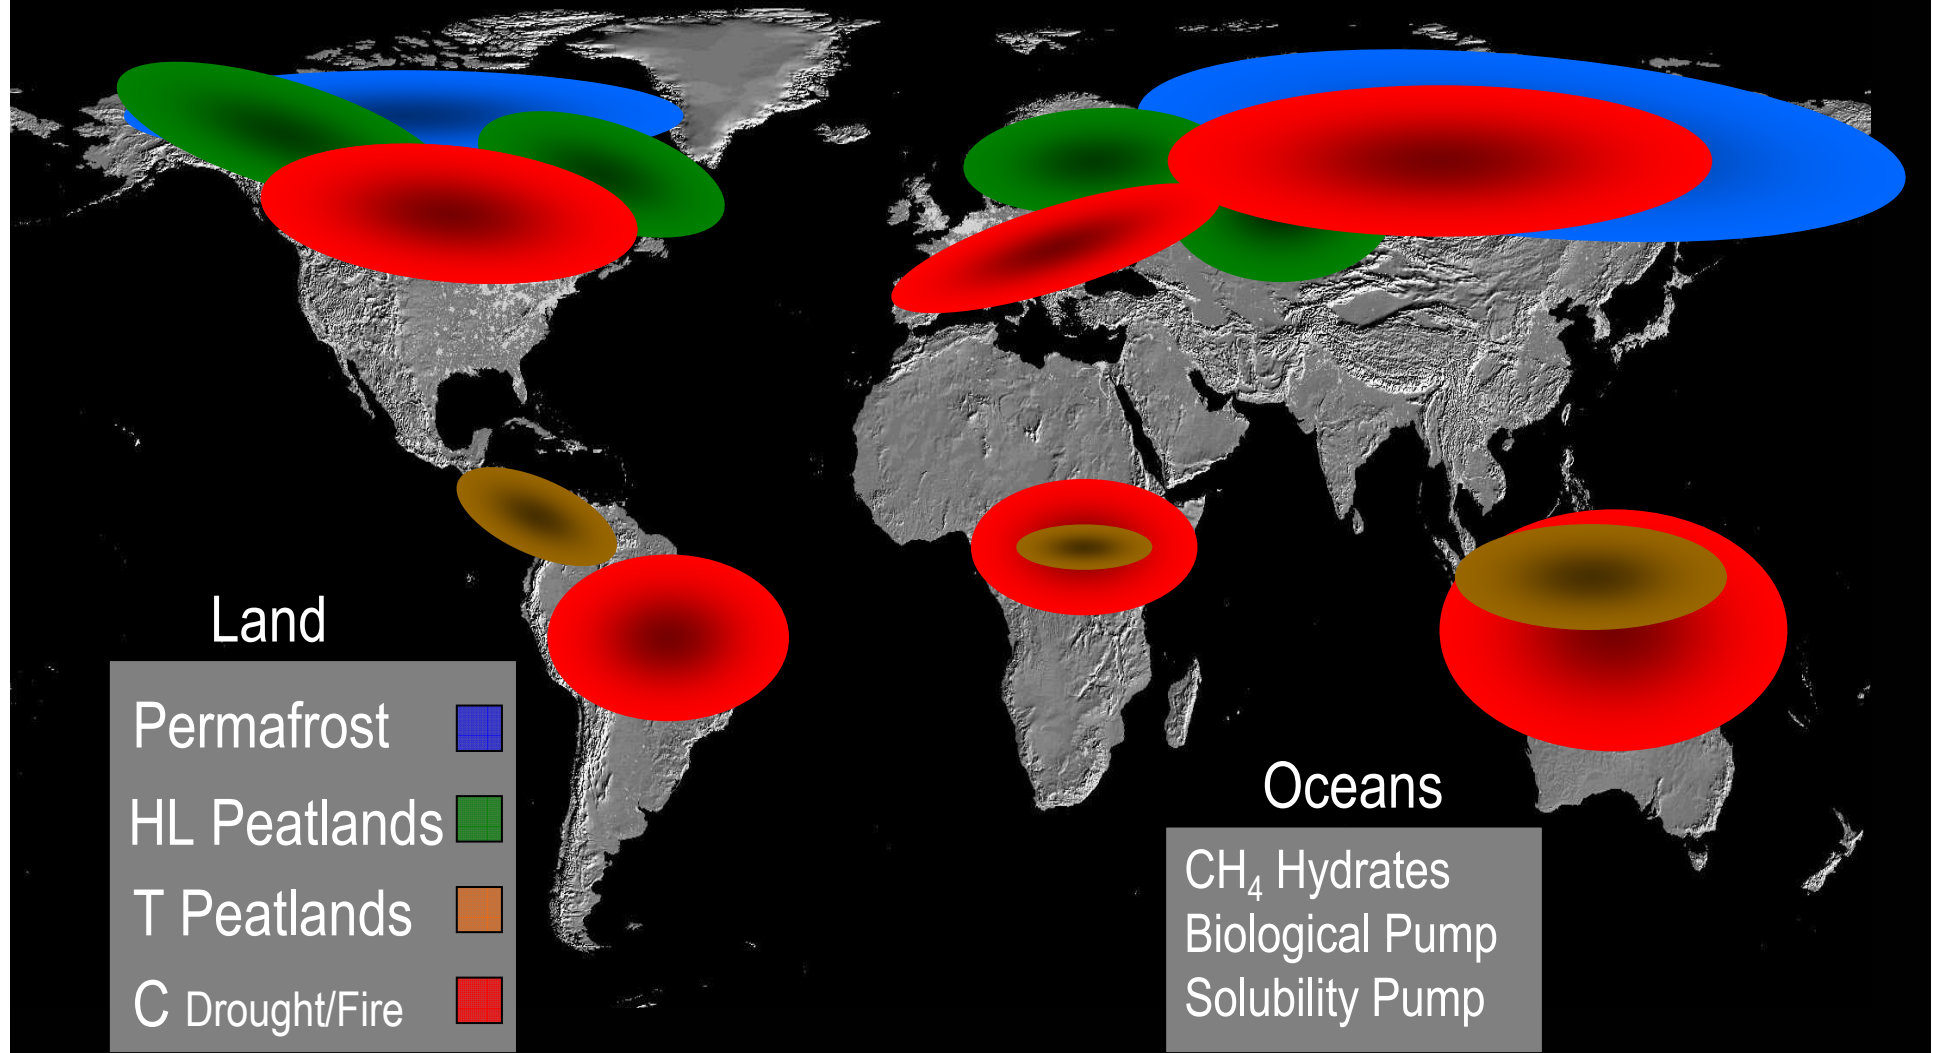 Land
Permafrost
HL Peatlands
T Peatlands
C Drought/Fire
Oceans
CH₄ Hydrates
Biological Pump
Solubility Pump